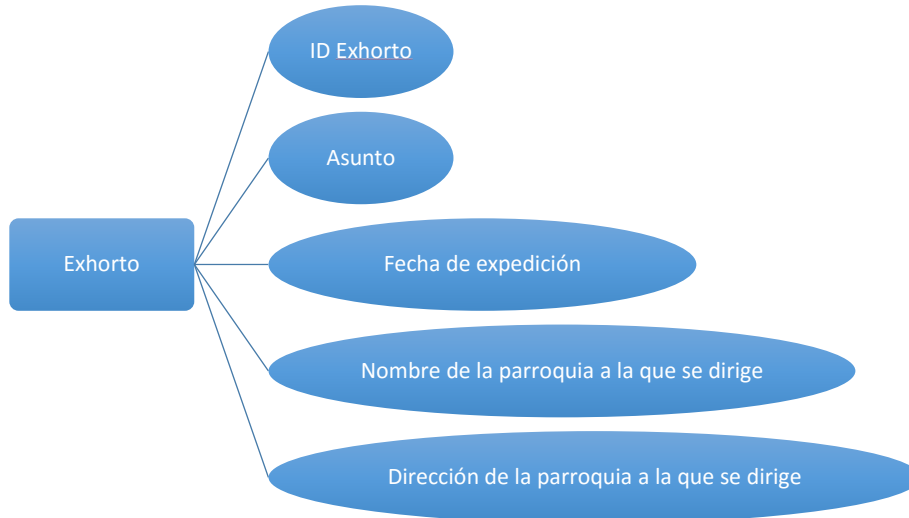 ID Exhorto
Asunto
Exhorto
Fecha de expedición
Nombre de la parroquia a la que se dirige
Dirección de la parroquia a la que se dirige